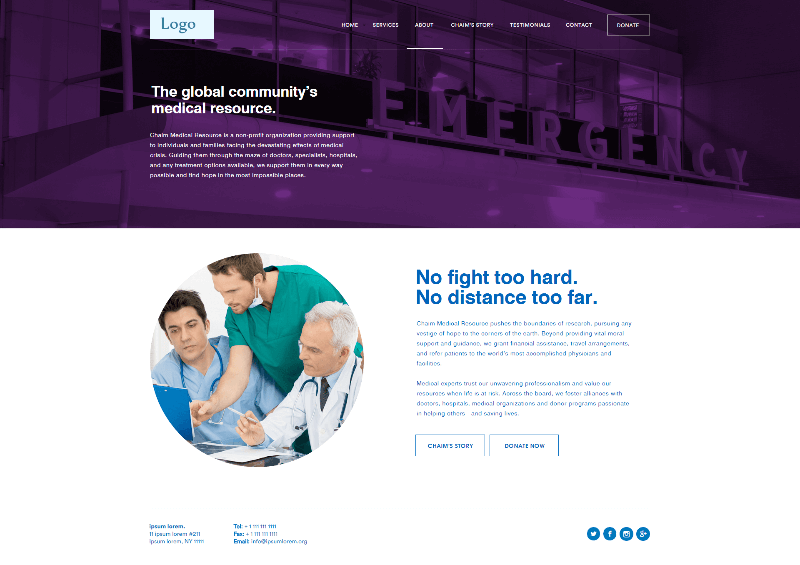 Logo
HOME SERVICES ABOUT CHAIM'S STORY TESTIMONIALS CONTACT DONATE
The global community's
medical resource.
EMERGENCY
Chaim Medical Resource is a non-profit organization providing support
to individuals and families facing the devastating effects of medical
crisis. Guiding them through the maze of doctors, specialists, hospitals,
and any treatment options available, we support them in every way
possible and find hope in the most impossible places.
No fight too hard.
No distance too far.
Chaim Medical Resource pushes the boundaries of research, pursuing any
vestige of hope to the corners of the earth. Beyond providing vital moral
support and guidance, we grant financial assistance, travel arrangements,
and refer patients to the world's most accomplished physicians and
facilities.
Medical experts trust our unwavering professionalism and value our
resources when life is at risk. Across the board, we foster alliances with
doctors, hospitals, medical organizations and donor programs passionate
in helping others - and saving lives.
CHAIM'S STORY DONATE NOW
Ipsum lorem.
11 ipsum lorem #211
Ipsum lorem, NY 11111
Tel: + 1 111 111 1111
Fax: + 1 111 111 1111
Email: info@ipsumlorem.org